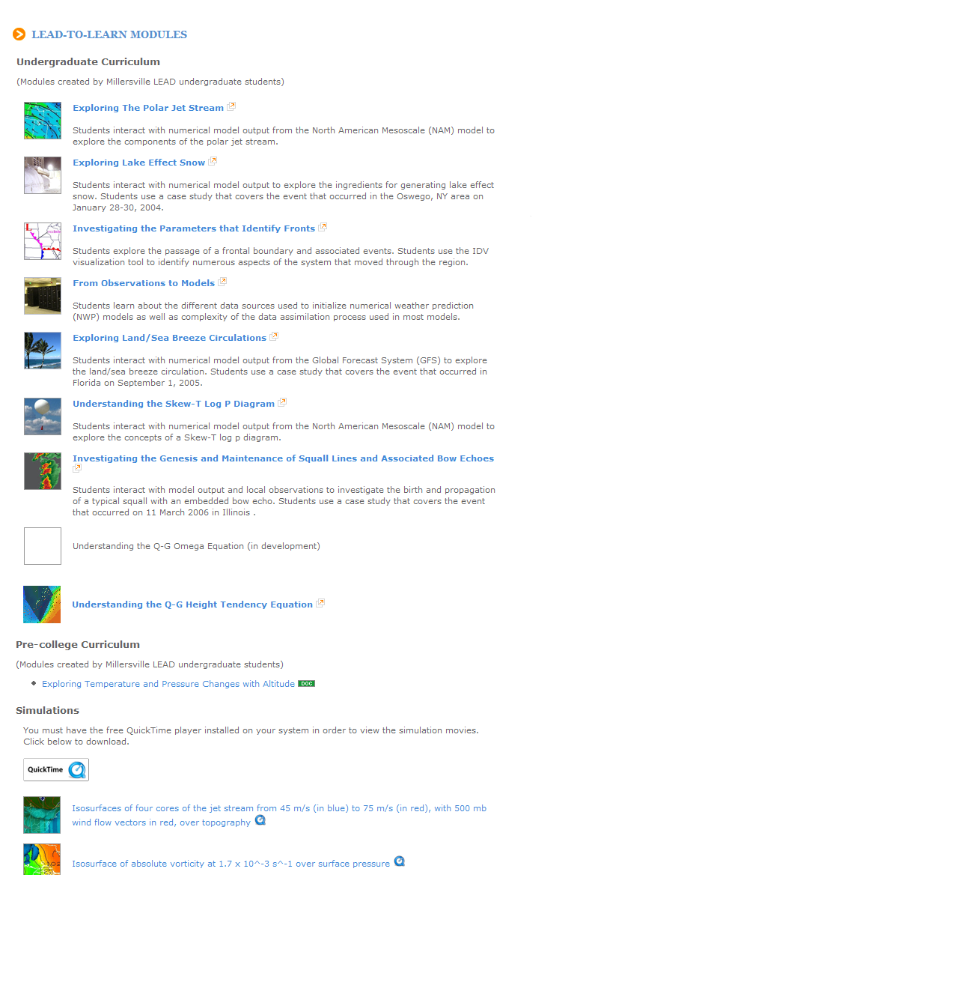 LEAD-TO-LEARN MODULES
Undergraduate Curriculum
(Modules created by Millersville LEAD undergraduate students)
Exploring The Polar Jet Stream
Students interact with numerical model output from the North American Mesoscale (NAM) model to
explore the components of the polar jet stream.
Exploring Lake Effect Snow
Students interact with numerical model output to explore the ingredients for generating lake effect
snow. Students use a case study that covers the event that occurred in the Oswego, NY area on
January 28-30, 2004.
Investigating the Parameters that Identify Fronts
Students explore the passage of a frontal boundary and associated events. Students use the IDV
visualization tool to identify numerous aspects of the system that moved through the region.
From Observations to Models
Students learn about the different data sources used to initialize numerical weather prediction
(NWP) models as well as complexity of the data assimilation process used in most models.
Exploring Land/Sea Breeze Circulations
Students interact with numerical model output from the Global Forecast System (GFS) to explore
the land/sea breeze circulation. Students use a case study that covers the event that occurred in
Florida on September 1, 2005.
Understanding the Skew-T Log P Diagram
Students interact with numerical model output from the North American Mesoscale (NAM) model to
explore the concepts of a Skew-T log p diagram.
Investigating the Genesis and Maintenance of Squall Lines and Associated Bow Echoes
Students interact with model output and local observations to investigate the birth and propagation
of a typical squall with an embedded bow echo. Students use a case study that covers the event
that occurred on 11 March 2006 in Illinois .
Understanding the Q-G Omega Equation (in development)
Understanding the Q-G Height Tendency Equation
Pre-college Curriculum
(Modules created by Millersville LEAD undergraduate students)
Exploring Temperature and Pressure Changes with Altitude DOC
Simulations
You must have the free QuickTime player installed on your system in order to view the simulation movies.
Click below to download.
QuickTime
Isosurfaces of four cores of the jet stream from 45 m/s (in blue) to 75 m/s (in red), with 500 mb
wind flow vectors in red, over topography
Isosurface of absolute vorticity at 1.7 x 10^-3 s^-1 over surface pressure